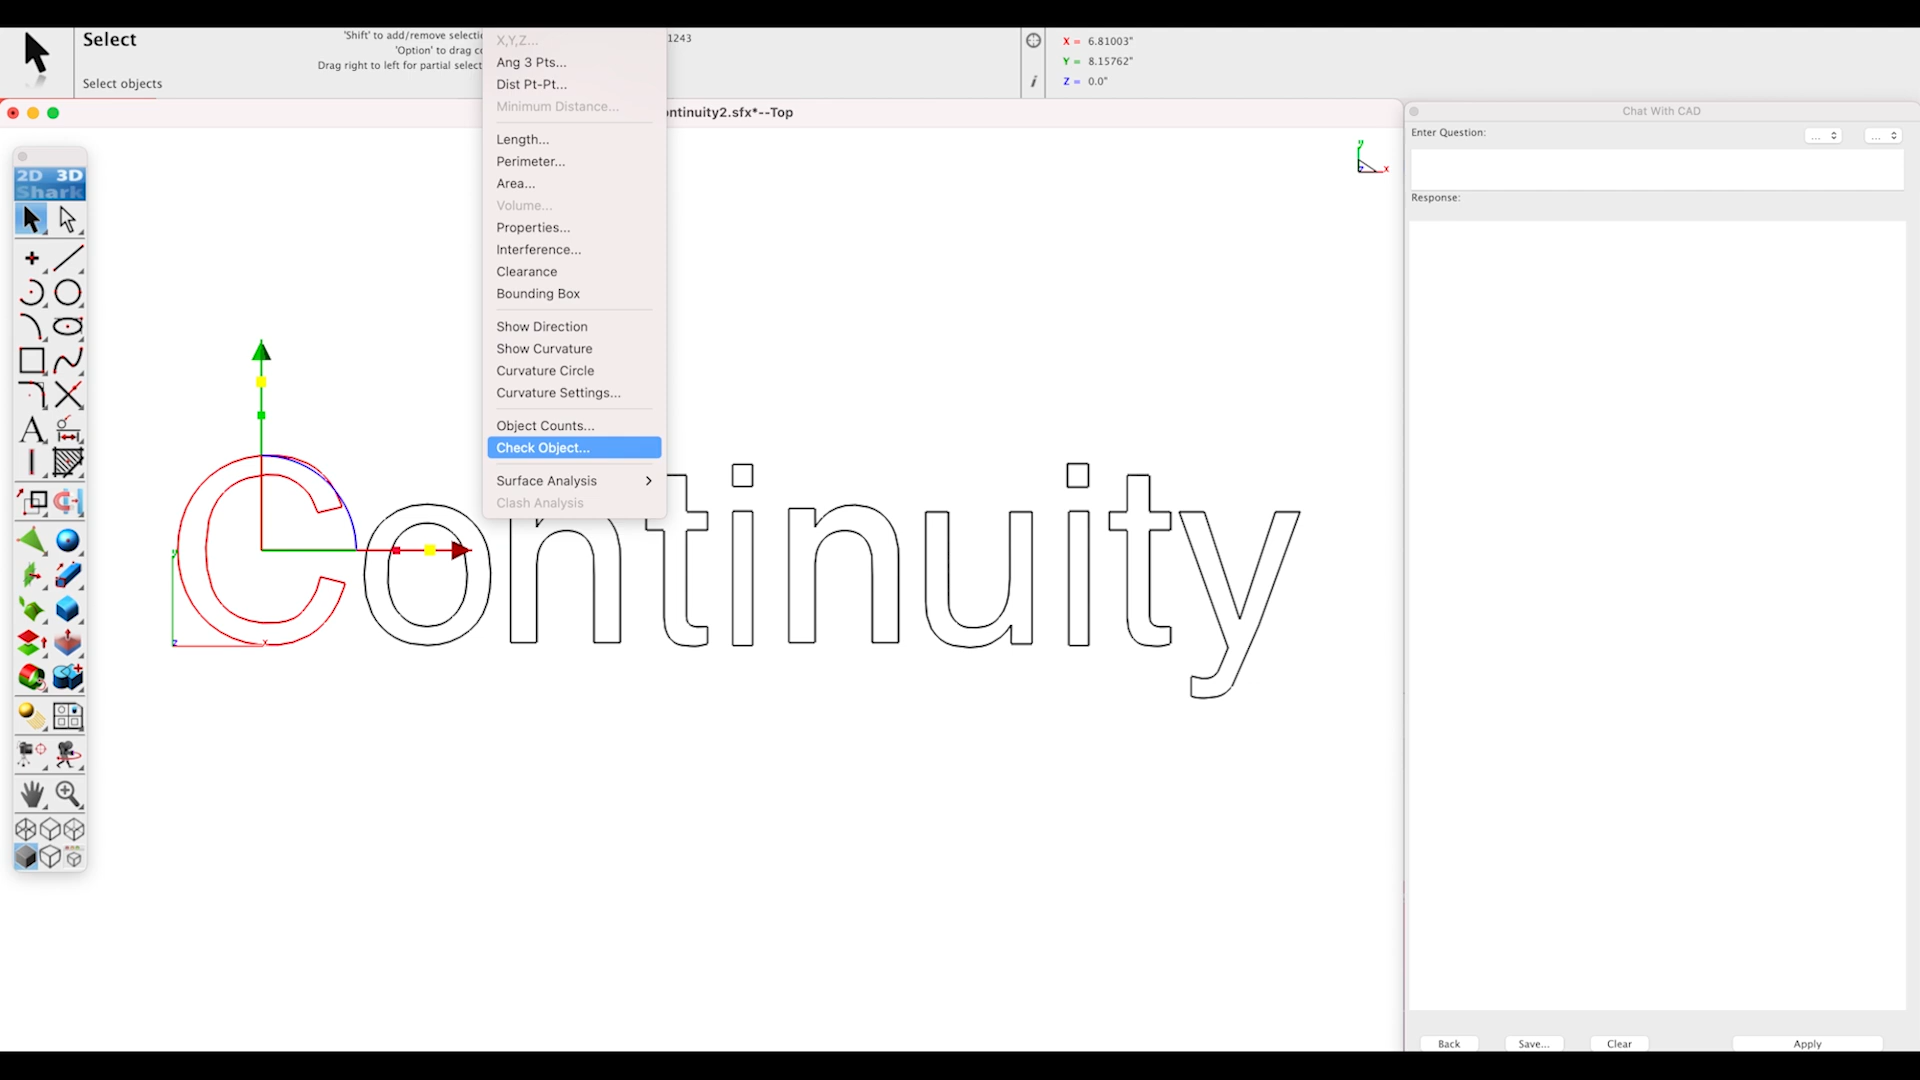 Select
'Shift' to add/remove selectio
'Option' to drag co
Drag right to left for partial select
Select objects
X,Y,Z...
Ang 3 Pts...
Dist Pt-Pt...
Minimum Distance...
Length...
Perimeter...
Area...
Volume...
Properties...
Interference...
Clearance
Bounding Box
Show Direction
Show Curvature
Curvature Circle
Curvature Settings...
Object Counts...
Check Object...
Surface Analysis
Clash Analysis
1243
X = 6.81003"
Y = 8.15762"
Z = 0.0"
ontinuity2.sfx*--Top
2D 3D
Shark
A
Continuity
y
x
z
y
x
z
Chat With CAD
Enter Question:
...
...
Response:
Back
Save...
Clear
Apply